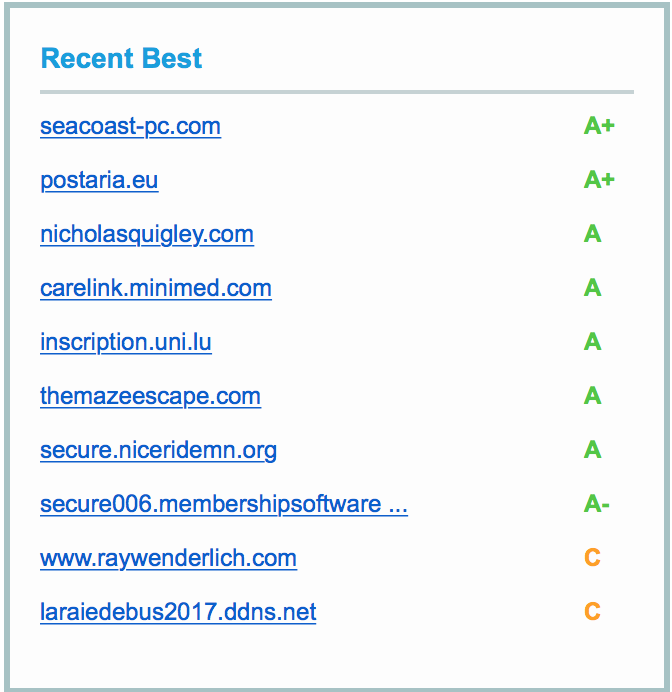 Recent Best
seacoast-pc.com A+
postaria.eu A+
nicholasquigley.com A
carelink.minimed.com A
inscription.uni.lu A
themazeescape.com A
secure.niceridemn.org A
secure006.membershipsoftware ... A-
www.raywenderlich.com C
laraiedebus2017.ddns.net C